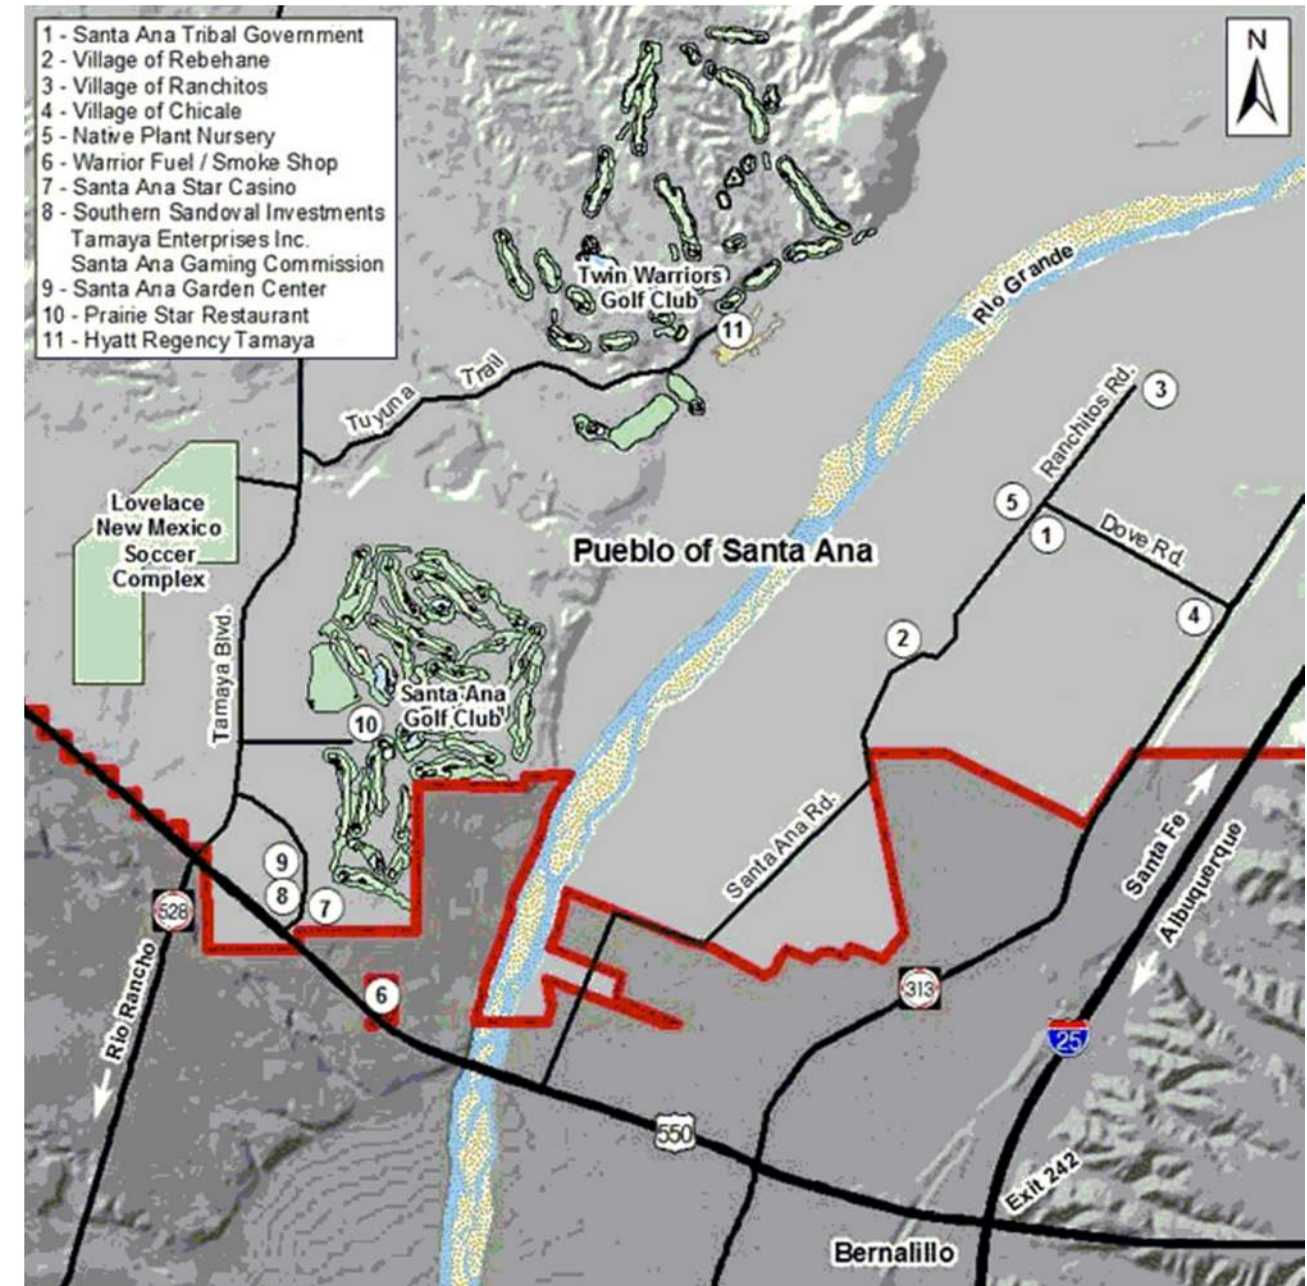 1 - Santa Ana Tribal Government
2 - Village of Rebehane
3 - Village of Ranchitos
4 - Village of Chicale
5 - Native Plant Nursery
6 - Warrior Fuel / Smoke Shop
7 - Santa Ana Star Casino
8 - Southern Sandoval Investments
Tamaya Enterprises Inc.
Santa Ana Gaming Commission
9 - Santa Ana Garden Center
10 - Prairie Star Restaurant
11 - Hyatt Regency Tamaya
N
Twin Warriors
Golf Club
11
Rio Grande
Tuyuna Trail
Ranchitos Rd.
3
Lovelace
New Mexico
Soccer
Complex
5
1
Dove Rd.
Pueblo of Santa Ana
4
2
Tamaya Blvd.
Santa Ana
Golf Club
10
Santa Ana Rd.
Santa Fe
Albuquerque
9
8
7
528
Rio Rancho
6
313
25
550
Exit 242
Bernalillo